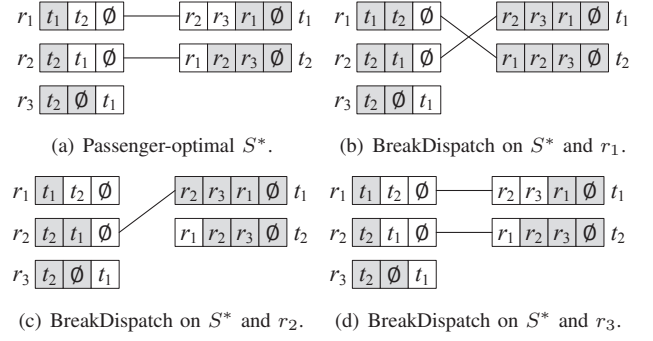 r1 t1 t2 Ø r2 r3 r1 Ø t1
r2 t2 t1 Ø r1 r2 r3 Ø t2
r3 t2 Ø t1
(a) Passenger-optimal S*.
r1 t1 t2 Ø r2 r3 r1 Ø t1
r2 t2 t1 Ø r1 r2 r3 Ø t2
r3 t2 Ø t1
(b) BreakDispatch on S* and r1.
r1 t1 t2 Ø r2 r3 r1 Ø t1
r2 t2 t1 Ø r1 r2 r3 Ø t2
r3 t2 Ø t1
(c) BreakDispatch on S* and r2.
r1 t1 t2 Ø r2 r3 r1 Ø t1
r2 t2 t1 Ø r1 r2 r3 Ø t2
r3 t2 Ø t1
(d) BreakDispatch on S* and r3.